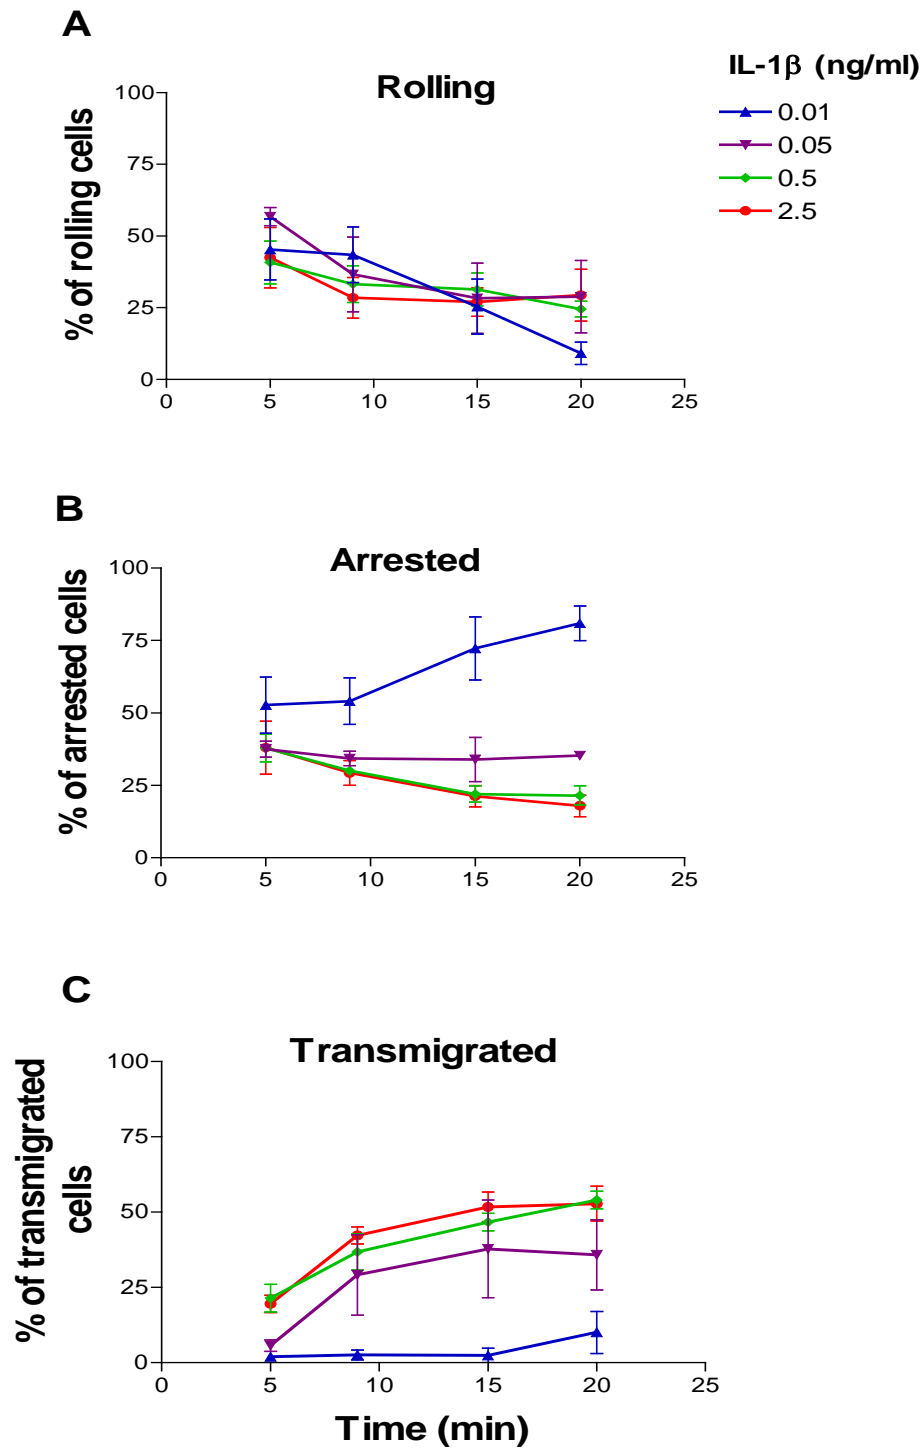 A
IL-1β (ng/ml)
Rolling
0.01
0.05
0.5
2.5
% of rolling cells
100
75
50
25
0
0 5 10 15 20 25
B
Arrested
% of arrested cells
100
75
50
25
0
0 5 10 15 20 25
C
Transmigrated
% of transmigrated
cells
100
75
50
25
0
0 5 10 15 20 25
Time (min)